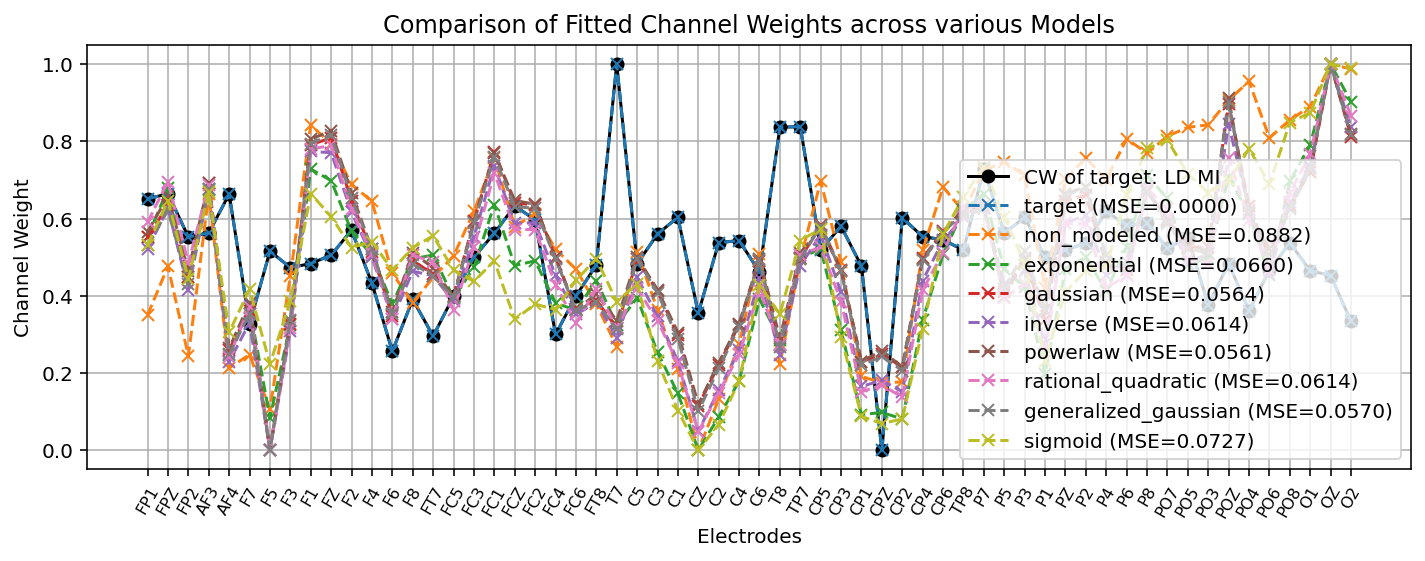 Comparison of Fitted Channel Weights across various Models
Channel Weight
1.0
0.8
0.6
0.4
0.2
0.0
CW of target: LD MI
target (MSE=0.0000)
non_modeled (MSE=0.0882)
exponential (MSE=0.0660)
gaussian (MSE=0.0564)
inverse (MSE=0.0614)
powerlaw (MSE=0.0561)
rational_quadratic (MSE=0.0614)
generalized_gaussian (MSE=0.0570)
sigmoid (MSE=0.0727)
FP1 FPZ FP2 AF3 AF4 F7 F5 F3 F1 FZ F2 F4 F6 F8 FT7 FC5 FC3 FC1 FCZ FC2 FC4 FC6 FT8 T7 C5 C3 C1 CZ C2 C4 C6 T8 TP7 CP5 CP3 CP1 CPZ CP2 CP4 CP6 TP8 P7 P5 P3 P1 PZ P2 P4 P6 P8 PO7 PO5 PO3 POZ PO4 PO6 PO8 O1 OZ O2
Electrodes